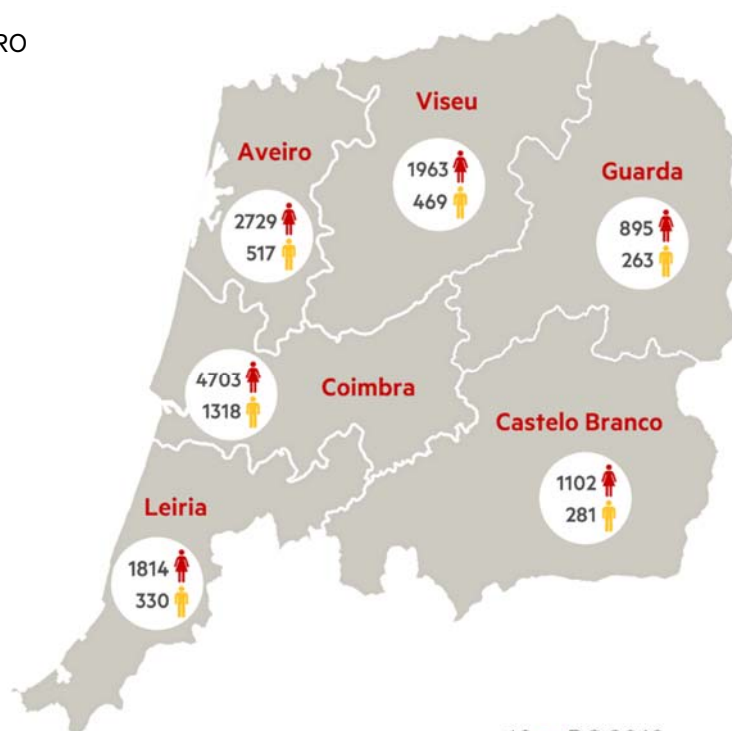 RO
Viseu
1963
469
Aveiro
2729
517
Guarda
895
263
4703
1318
Coimbra
Castelo Branco
1102
281
Leiria
1814
330